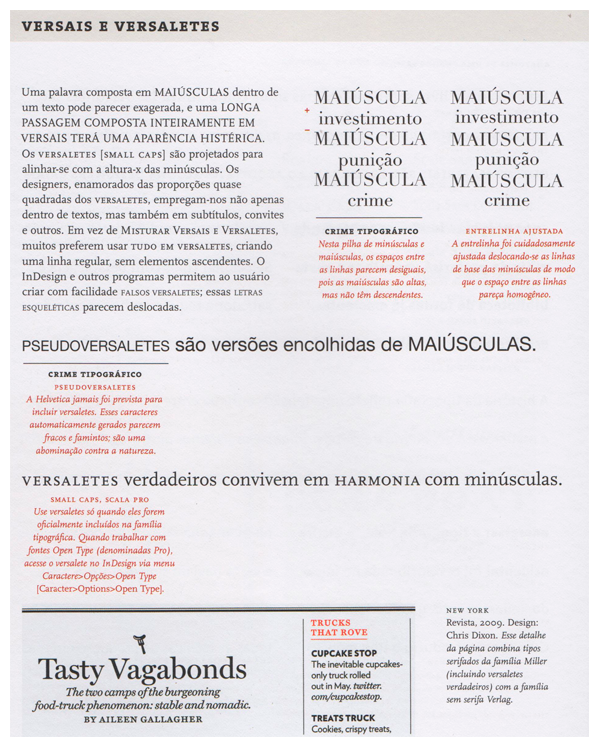 VERSAIS E VERSALETES
Uma palavra composta em MAIÚSCULAS dentro de
um texto pode parecer exagerada, e uma LONGA
PASSAGEM COMPOSTA INTEIRAMENTE EM
VERSAIS TERÁ UMA APARÊNCIA HISTÉRICA.
Os VERSALETES [SMALL CAPS] são projetados para
alinhar-se com a altura-x das minúsculas. Os
designers, enamorados das proporções quase
quadradas dos VERSALETES, empregam-nos não apenas
dentro de textos, mas também em subtítulos, convites
e outros. Em vez de MISTURAR VERSAIS E VERSALETES,
muitos preferem usar TUDO EM VERSALETES, criando
uma linha regular, sem elementos ascendentes. O
InDesign e outros programas permitem ao usuário
criar com facilidade FALSOS VERSALETES; essas LETRAS
ESQUELÉTICAS parecem deslocadas.
MAIÚSCULA
+
investimento
–
MAIÚSCULA
punição
MAIÚSCULA
crime
CRIME TIPOGRÁFICO
Nesta pilha de minúsculas e
maiúsculas, os espaços entre
as linhas parecem desiguais,
pois as maiúsculas são altas,
mas não têm descendentes.
MAIÚSCULA
investimento
MAIÚSCULA
punição
MAIÚSCULA
crime
ENTRELINHA AJUSTADA
A entrelinha foi cuidadosamente
ajustada deslocando-se as linhas
de base das minúsculas de modo
que o espaço entre as linhas
pareça homogêneo.
PSEUDOVERSALETES são versões encolhidas de MAIÚSCULAS.
CRIME TIPOGRÁFICO
PSEUDOVERSALETES
A Helvetica jamais foi prevista para
incluir versaletes. Esses caracteres
automaticamente gerados parecem
fracos e famintos; são uma
abominação contra a natureza.
VERSALETES verdadeiros convivem em HARMONIA com minúsculas.
SMALL CAPS, SCALA PRO
Use versaletes só quando eles forem
oficialmente incluídos na família
tipográfica. Quando trabalhar com
fontes Open Type (denominadas Pro),
acesse o versalete no InDesign via menu
Caractere>Opções>Open Type
[Caracter>Options>Open Type].
Tasty Vagabonds
The two camps of the burgeoning
food-truck phenomenon: stable and nomadic.
BY AILEEN GALLAGHER
TRUCKS
THAT ROVE
CUPCAKE STOP
The inevitable cupcakes-
only truck rolled
out in May. twitter.
com/cupcakestop.
TREATS TRUCK
Cookies, crispy treats,
NEW YORK
Revista, 2009. Design:
Chris Dixon. Esse detalhe
da página combina tipos
serifados da família Miller
(incluindo versaletes
verdadeiros) com a família
sem serifa Verlag.